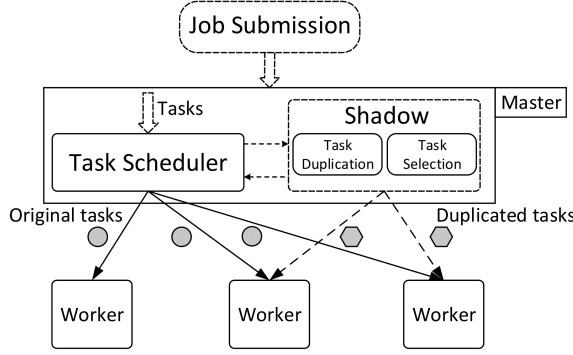 Job Submission
Master
Tasks
Shadow
Task Scheduler
Task
Duplication
Task
Selection
Original tasks
Duplicated tasks
Worker
Worker
Worker